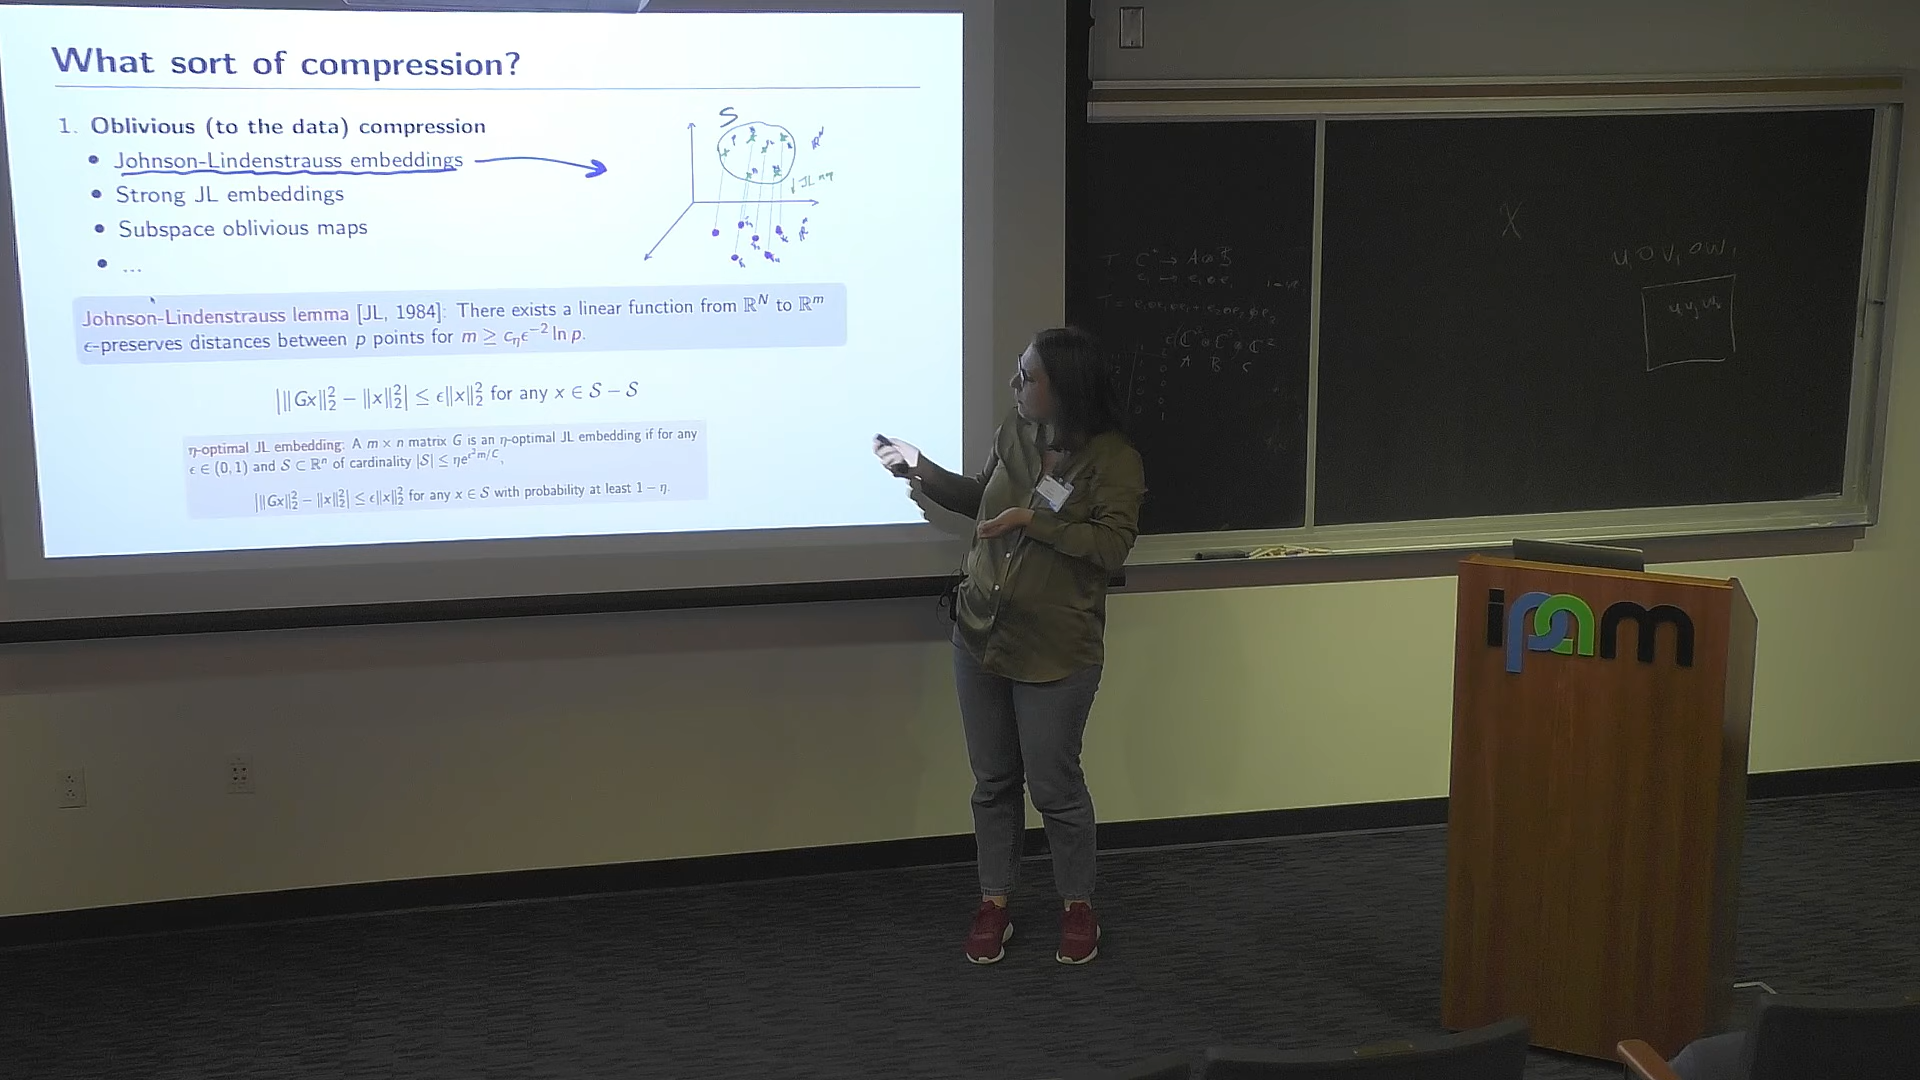 What sort of compression?
1. Oblivious (to the data) compression
• Johnson-Lindenstrauss embeddings
• Strong JL embeddings
• Subspace oblivious maps
• ...
S
ℝᴺ
JL
Johnson-Lindenstrauss lemma [JL, 1984]: There exists a linear function from ℝᴺ to ℝᵐ
ϵ-preserves distances between p points for m ≥ c_η ϵ⁻² ln p.
|‖Gx‖₂² − ‖x‖₂²| ≤ ϵ‖x‖₂² for any x ∈ S − S
η-optimal JL embedding: A m × n matrix G is an η-optimal JL embedding if for any
ϵ ∈ (0, 1) and S ⊂ ℝⁿ of cardinality |S| ≤ ηe^{ϵ²m/C},
|‖Gx‖₂² − ‖x‖₂²| ≤ ϵ‖x‖₂² for any x ∈ S with probability at least 1 − η.
X
A B C
ipam